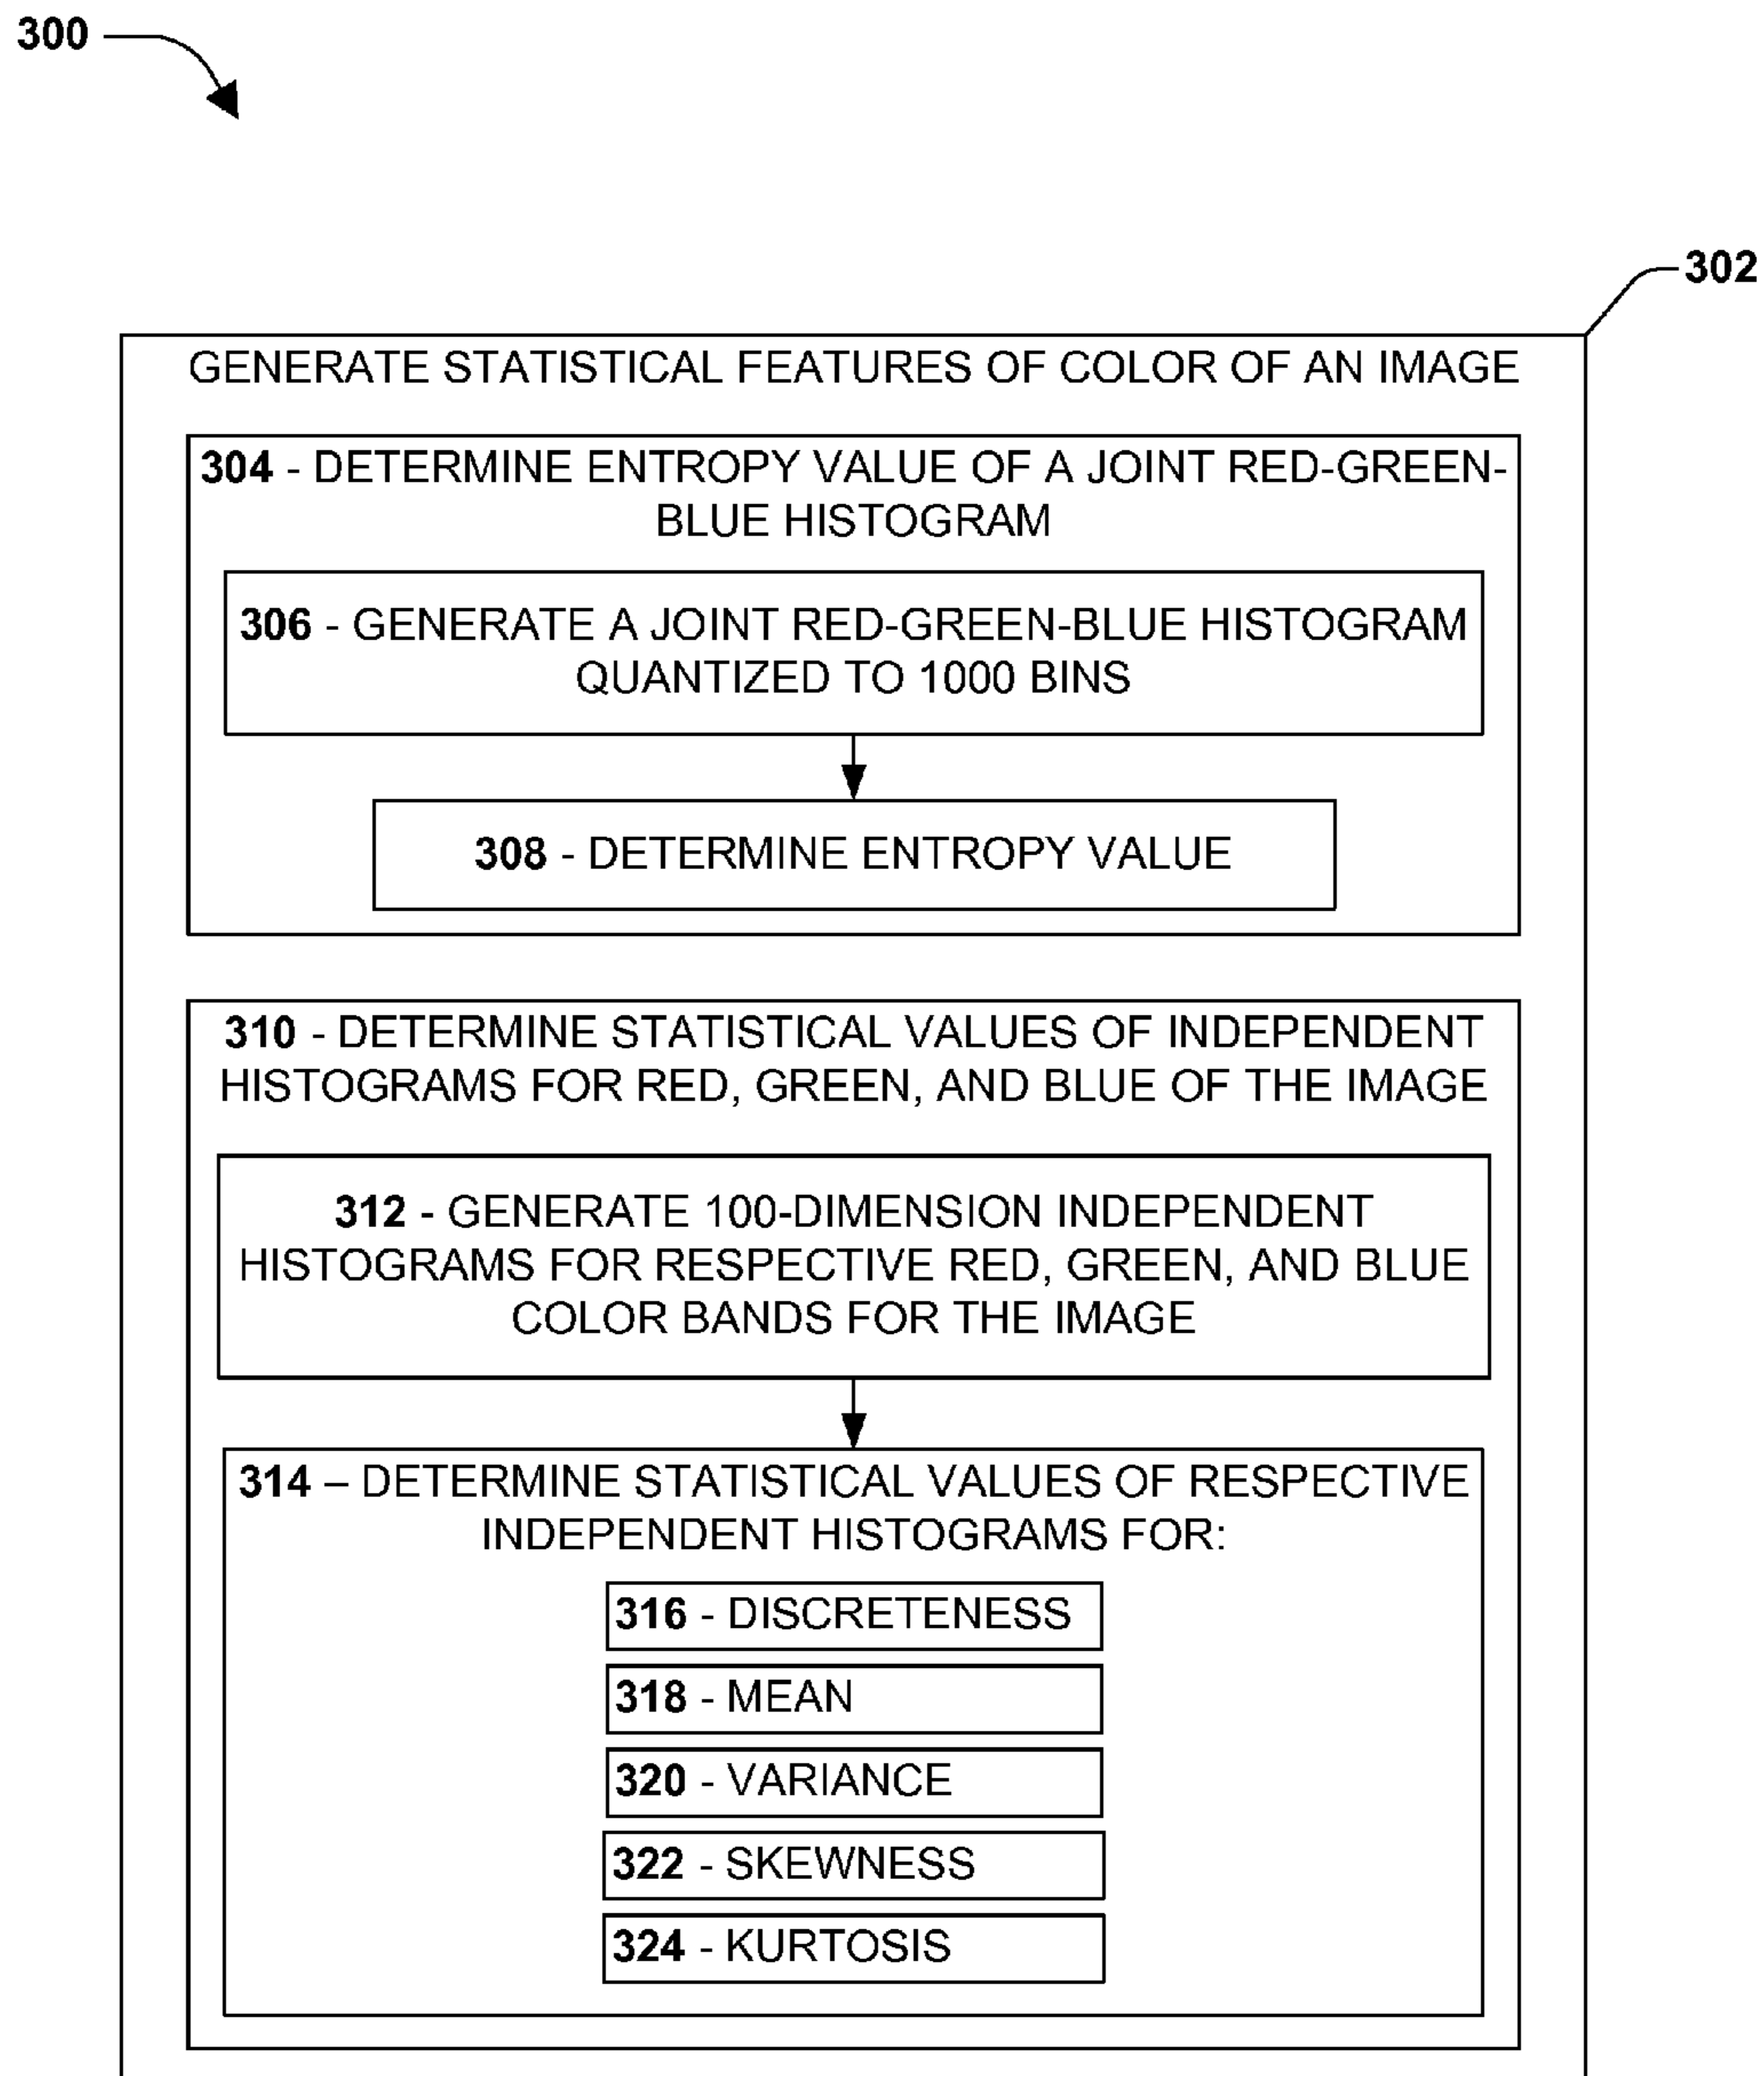 300
302
GENERATE STATISTICAL FEATURES OF COLOR OF AN IMAGE
304 - DETERMINE ENTROPY VALUE OF A JOINT RED-GREEN-
BLUE HISTOGRAM
306 - GENERATE A JOINT RED-GREEN-BLUE HISTOGRAM
QUANTIZED TO 1000 BINS
308 - DETERMINE ENTROPY VALUE
310 - DETERMINE STATISTICAL VALUES OF INDEPENDENT
HISTOGRAMS FOR RED, GREEN, AND BLUE OF THE IMAGE
312 - GENERATE 100-DIMENSION INDEPENDENT
HISTOGRAMS FOR RESPECTIVE RED, GREEN, AND BLUE
COLOR BANDS FOR THE IMAGE
314 – DETERMINE STATISTICAL VALUES OF RESPECTIVE
INDEPENDENT HISTOGRAMS FOR:
316 - DISCRETENESS
318 - MEAN
320 - VARIANCE
322 - SKEWNESS
324 - KURTOSIS